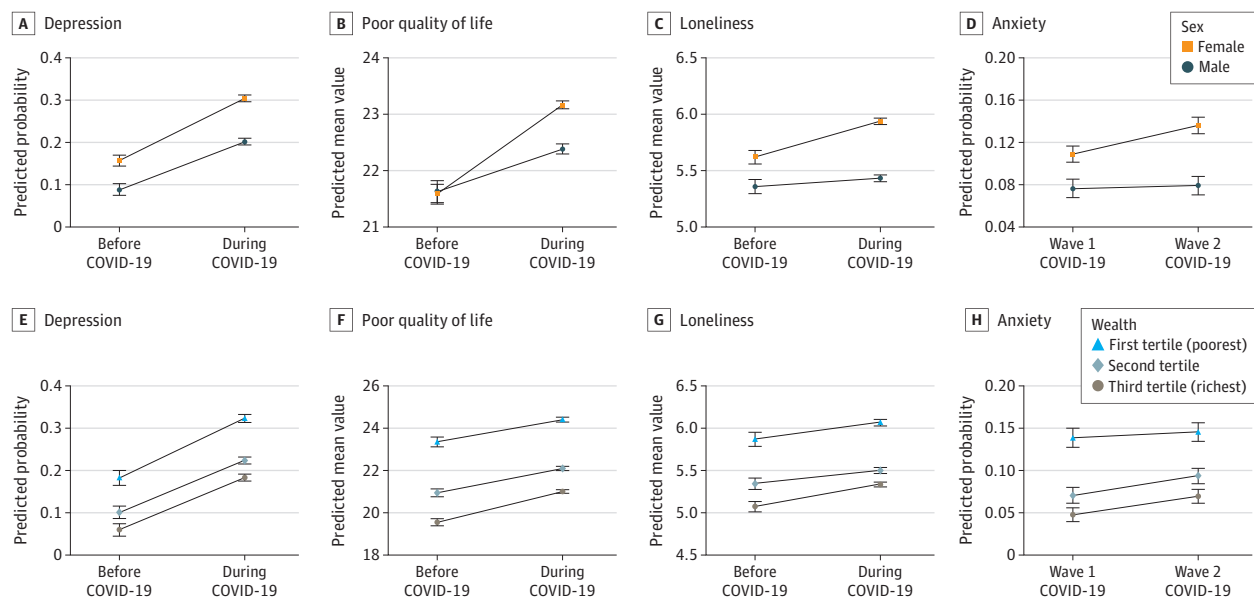 A Depression
B Poor quality of life
C Loneliness
D Anxiety
Sex
Female
Male
Predicted probability
0.4
0.3
0.2
0.1
0
Before COVID-19
During COVID-19
Predicted mean value
24
23
22
21
Before COVID-19
During COVID-19
Predicted mean value
6.5
6.0
5.5
5.0
Before COVID-19
During COVID-19
Predicted probability
0.20
0.16
0.12
0.08
0.04
Wave 1 COVID-19
Wave 2 COVID-19
E Depression
F Poor quality of life
G Loneliness
H Anxiety
Wealth
First tertile (poorest)
Second tertile
Third tertile (richest)
Predicted probability
0.4
0.3
0.2
0.1
0
Before COVID-19
During COVID-19
Predicted mean value
26
24
22
20
18
Before COVID-19
During COVID-19
Predicted mean value
6.5
6.0
5.5
5.0
4.5
Before COVID-19
During COVID-19
Predicted probability
0.20
0.15
0.10
0.05
0
Wave 1 COVID-19
Wave 2 COVID-19